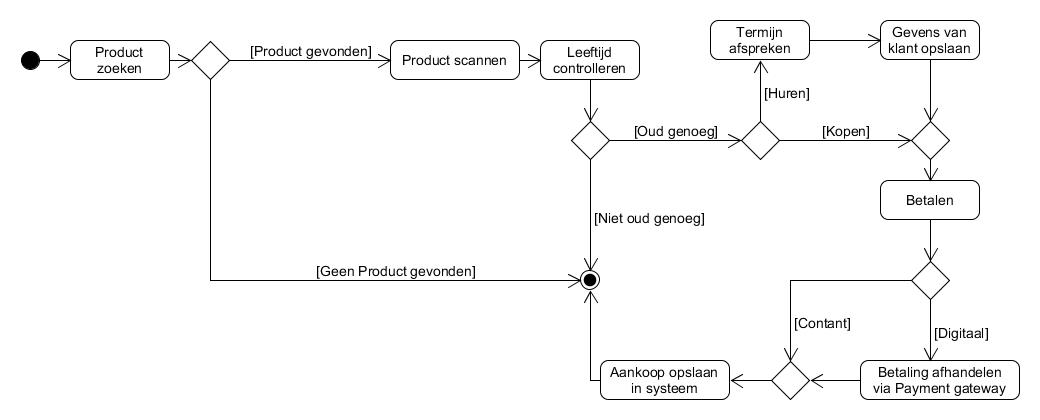 Product
zoeken
[Product gevonden]
Product scannen
Leeftijd
controlleren
Termijn
afspreken
Gevens van
klant opslaan
[Huren]
[Oud genoeg]
[Kopen]
Betalen
[Niet oud genoeg]
[Geen Product gevonden]
[Contant]
[Digitaal]
Aankoop opslaan
in systeem
Betaling afhandelen
via Payment gateway